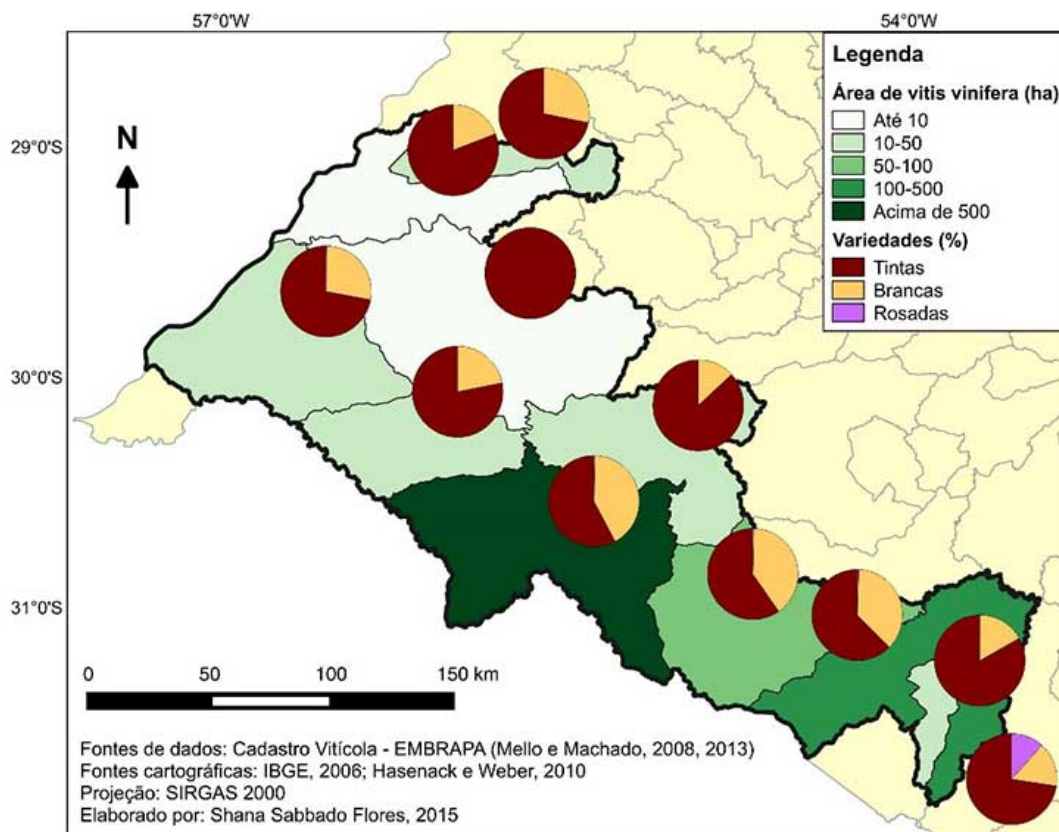 57°0'W
54°0'W
Legenda
Área de vitis vinifera (ha)
Até 10
10-50
50-100
100-500
Acima de 500
Variedades (%)
Tintas
Brancas
Rosadas
N
29°0'S
30°0'S
31°0'S
0 50 100 150 km
Fontes de dados: Cadastro Vitícola - EMBRAPA (Mello e Machado, 2008, 2013)
Fontes cartográficas: IBGE, 2006; Hasenack e Weber, 2010
Projeção: SIRGAS 2000
Elaborado por: Shana Sabbado Flores, 2015